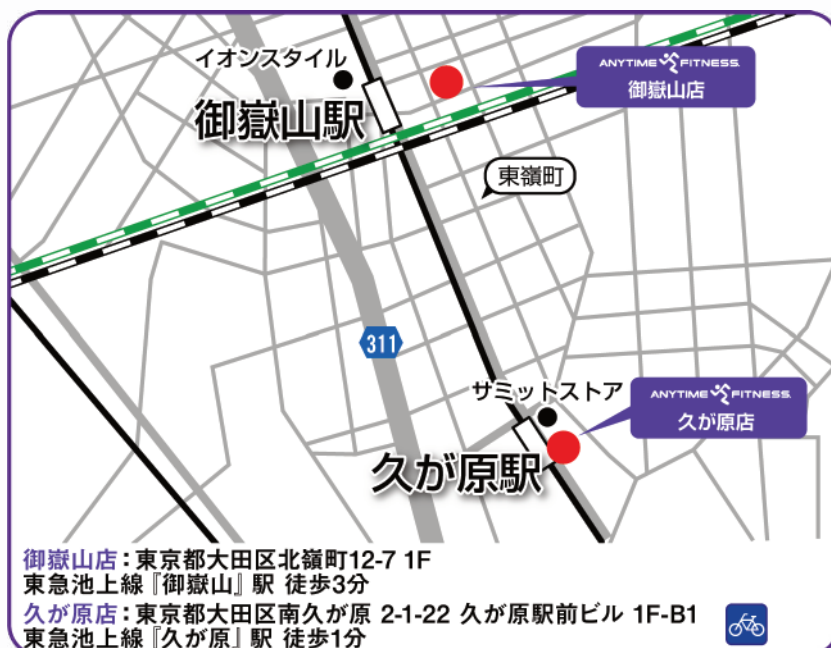 イオンスタイル
御嶽山駅
ANYTIME FITNESS
御嶽山店
東嶺町
311
サミットストア
ANYTIME FITNESS
久が原店
久が原駅
御嶽山店：東京都大田区北嶺町12-7 1F
東急池上線『御嶽山』駅 徒歩3分
久が原店：東京都大田区南久が原 2-1-22 久が原駅前ビル 1F-B1
東急池上線『久が原』駅 徒歩1分